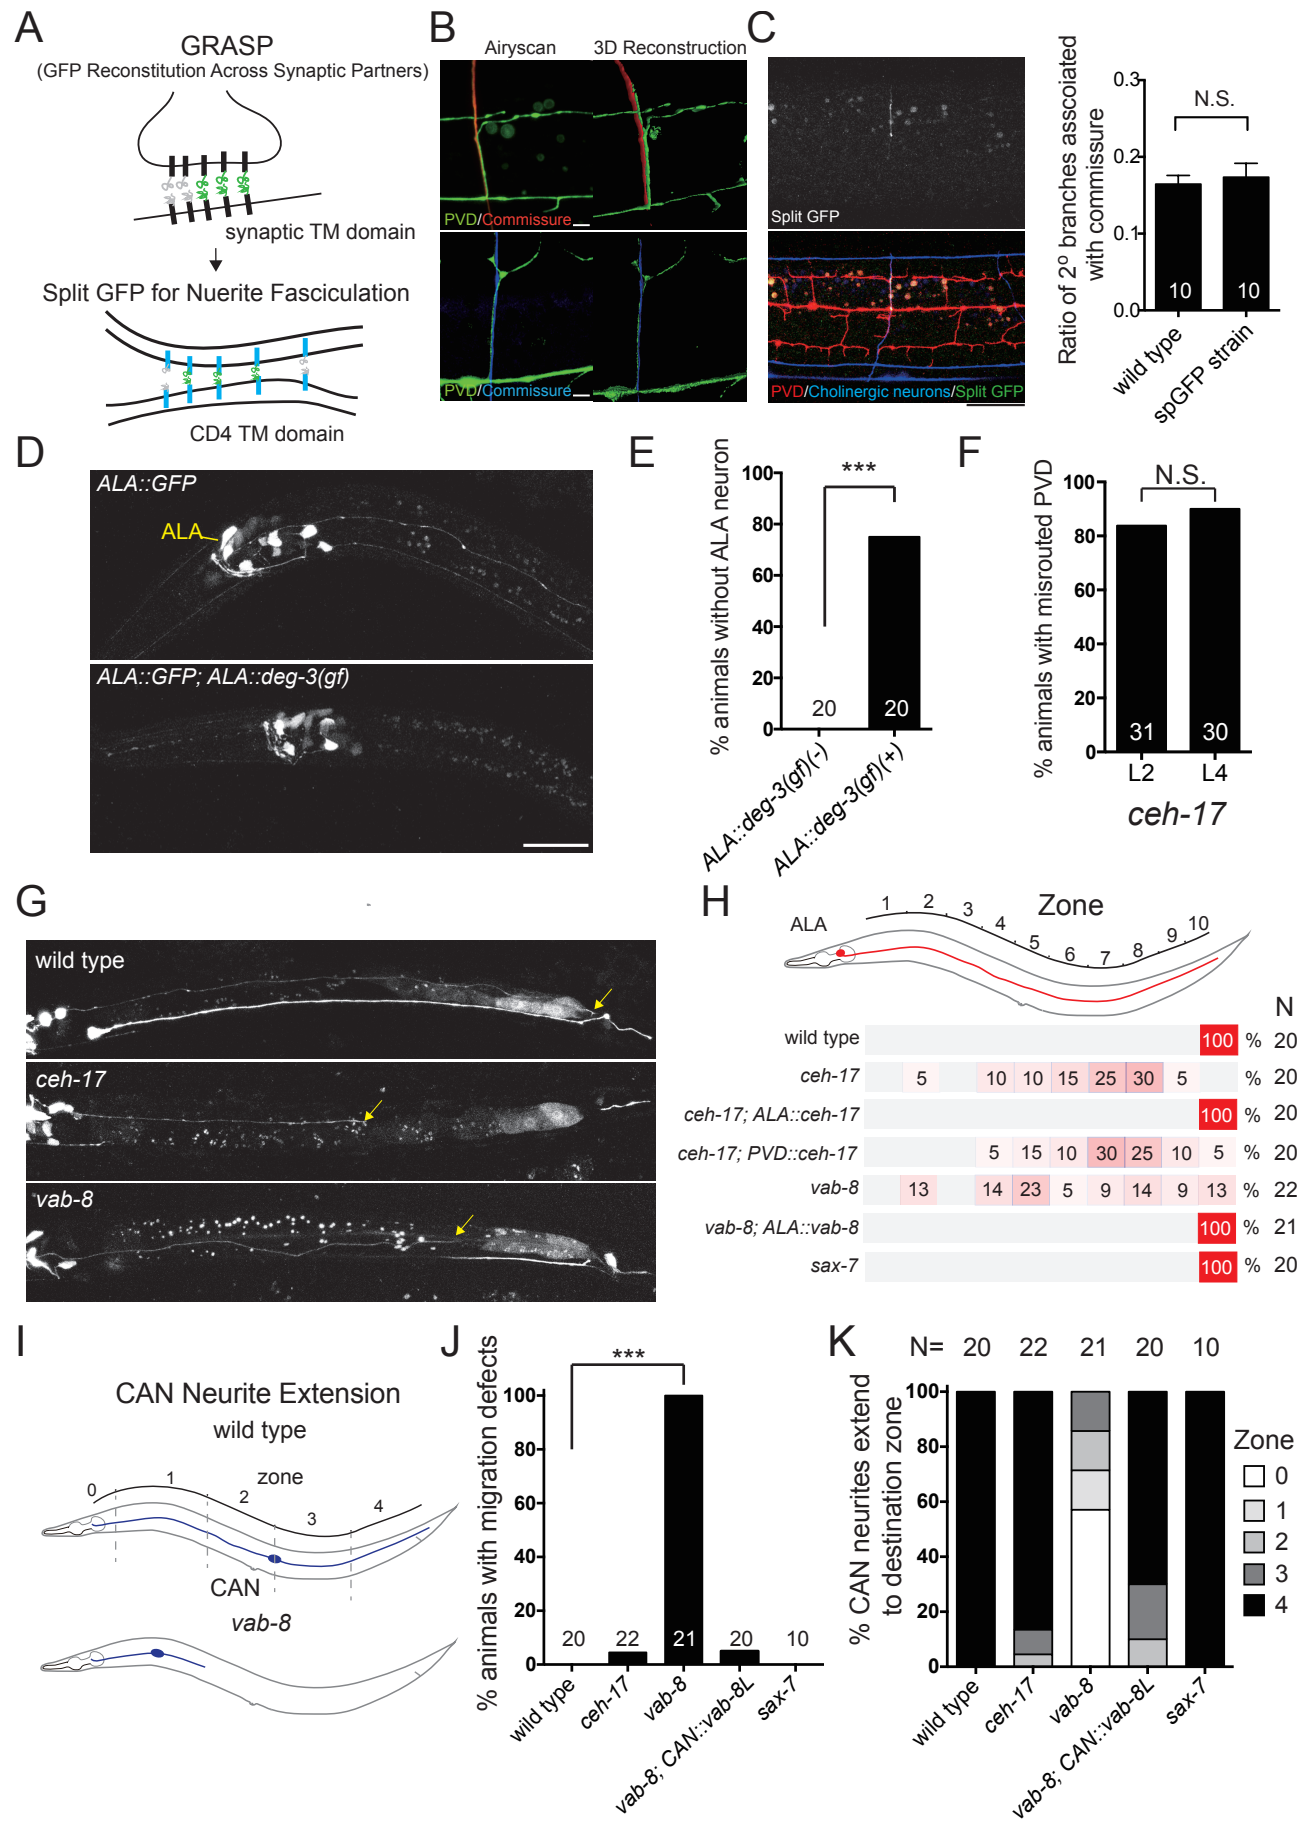 A
GRASP
(GFP Reconstitution Across Synaptic Partners)
synaptic TM domain
Split GFP for Nuerite Fasciculation
CD4 TM domain
B
Airyscan
3D Reconstruction
PVD/Commissure
PVD/Commissure
C
Split GFP
PVD/Cholinergic neurons/Split GFP
Ratio of 2º branches asscoiated
with commissure
0.3
0.2
0.1
0.0
N.S.
10
10
wild type
spGFP strain
D
ALA::GFP
ALA
ALA::GFP; ALA::deg-3(gf)
E
% animals without ALA neuron
100
80
60
40
20
0
***
20
20
ALA::deg-3(gf)(-)
ALA::deg-3(gf)(+)
F
% animals with misrouted PVD
100
80
60
40
20
0
N.S.
31
30
L2
L4
ceh-17
G
wild type
ceh-17
vab-8
H
Zone
ALA
1 2 3 4 5 6 7 8 9 10
N
wild type 100 % 20
ceh-17 5 10 10 15 25 30 5 % 20
ceh-17; ALA::ceh-17 100 % 20
ceh-17; PVD::ceh-17 5 15 10 30 25 10 5 % 20
vab-8 13 14 23 5 9 14 9 13 % 22
vab-8; ALA::vab-8 100 % 21
sax-7 100 % 20
I
CAN Neurite Extension
wild type
zone
0 1 2 3 4
CAN
vab-8
J
% animals with migration defects
100
80
60
40
20
0
***
20
22
21
20
10
wild type
ceh-17
vab-8
vab-8; CAN::vab-8L
sax-7
K
N= 20 22 21 20 10
% CAN neurites extend
to destination zone
100
80
60
40
20
0
wild type
ceh-17
vab-8
vab-8; CAN::vab-8L
sax-7
Zone
0
1
2
3
4